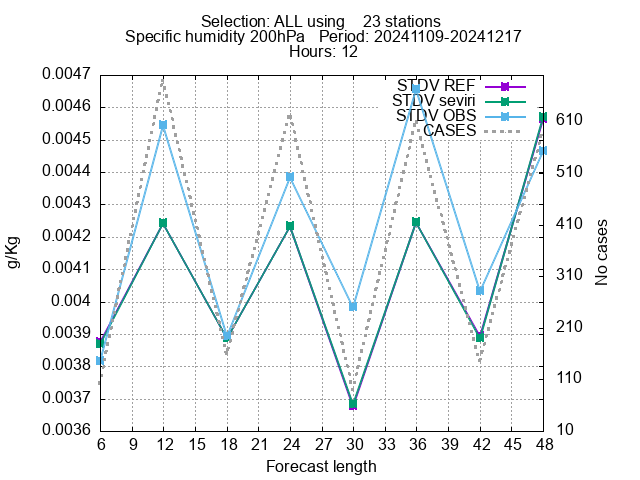 Selection: ALL using    23 stations
Specific humidity 200hPa   Period: 20241109-20241217
Hours: 12
STDV REF
STDV seviri
STDV OBS
CASES
0.0047
0.0046
0.0045
0.0044
0.0043
0.0042
0.0041
0.004
0.0039
0.0038
0.0037
0.0036
g/Kg
610
510
410
310
210
110
10
No cases
6 9 12 15 18 21 24 27 30 33 36 39 42 45 48
Forecast length